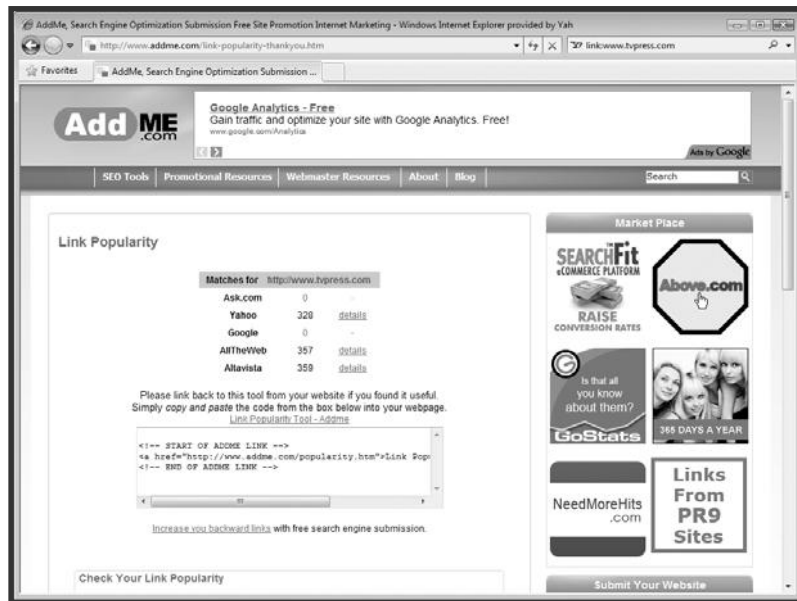 AddMe, Search Engine Optimization Submission Free Site Promotion Internet Marketing - Windows Internet Explorer provided by Yah
http://www.addme.com/link-popularity-thankyou.htm
link:www.tvpress.com
Favorites
AddMe, Search Engine Optimization Submission ...
Add ME
.com
Google Analytics - Free
Gain traffic and optimize your site with Google Analytics. Free!
www.google.com/Analytics
Ads by Google
SEO Tools Promotional Resources Webmaster Resources About Blog
Search
Link Popularity
Matches for http://www.tvpress.com
Ask.com 0 -
Yahoo 328 details
Google 0 -
AllTheWeb 357 details
Altavista 359 details
Please link back to this tool from your website if you found it useful.
Simply copy and paste the code from the box below into your webpage.
Link Popularity Tool - Addme
<!-- START OF ADDME LINK -->
<a href="http://www.addme.com/popularity.htm">Link Pop
<!-- END OF ADDME LINK -->
Increase you backward links with free search engine submission.
Check Your Link Popularity
Market Place
SEARCHFit
eCOMMERCE PLATFORM
RAISE
CONVERSION RATES
Above.com
Is that all
you know
about them?
GoStats
365 DAYS A YEAR
NeedMoreHits
.com
Links
From
PR9
Sites
Submit Your Website